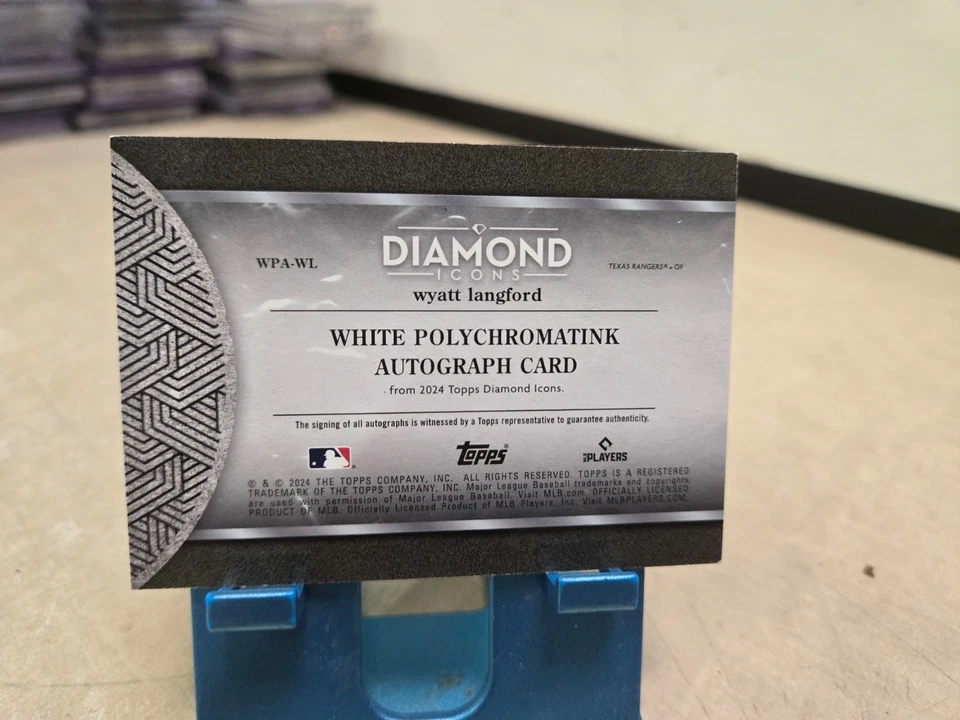 WPA-WL
DIAMOND
ICONS
TEXAS RANGERS® • OF
wyatt langford
WHITE POLYCHROMATINK
AUTOGRAPH CARD
from 2024 Topps Diamond Icons.
The signing of all autographs is witnessed by a Topps representative to guarantee authenticity.
topps®
MLB PLAYERS
® & © 2024 THE TOPPS COMPANY, INC. ALL RIGHTS RESERVED. TOPPS IS A REGISTERED
TRADEMARK OF THE TOPPS COMPANY, INC. Major League Baseball trademarks and copyrights
are used with permission of Major League Baseball. Visit MLB.com. OFFICIALLY LICENSED
PRODUCT OF MLB. Officially Licensed Product of MLB Players, Inc. Visit MLBPLAYERS.COM.